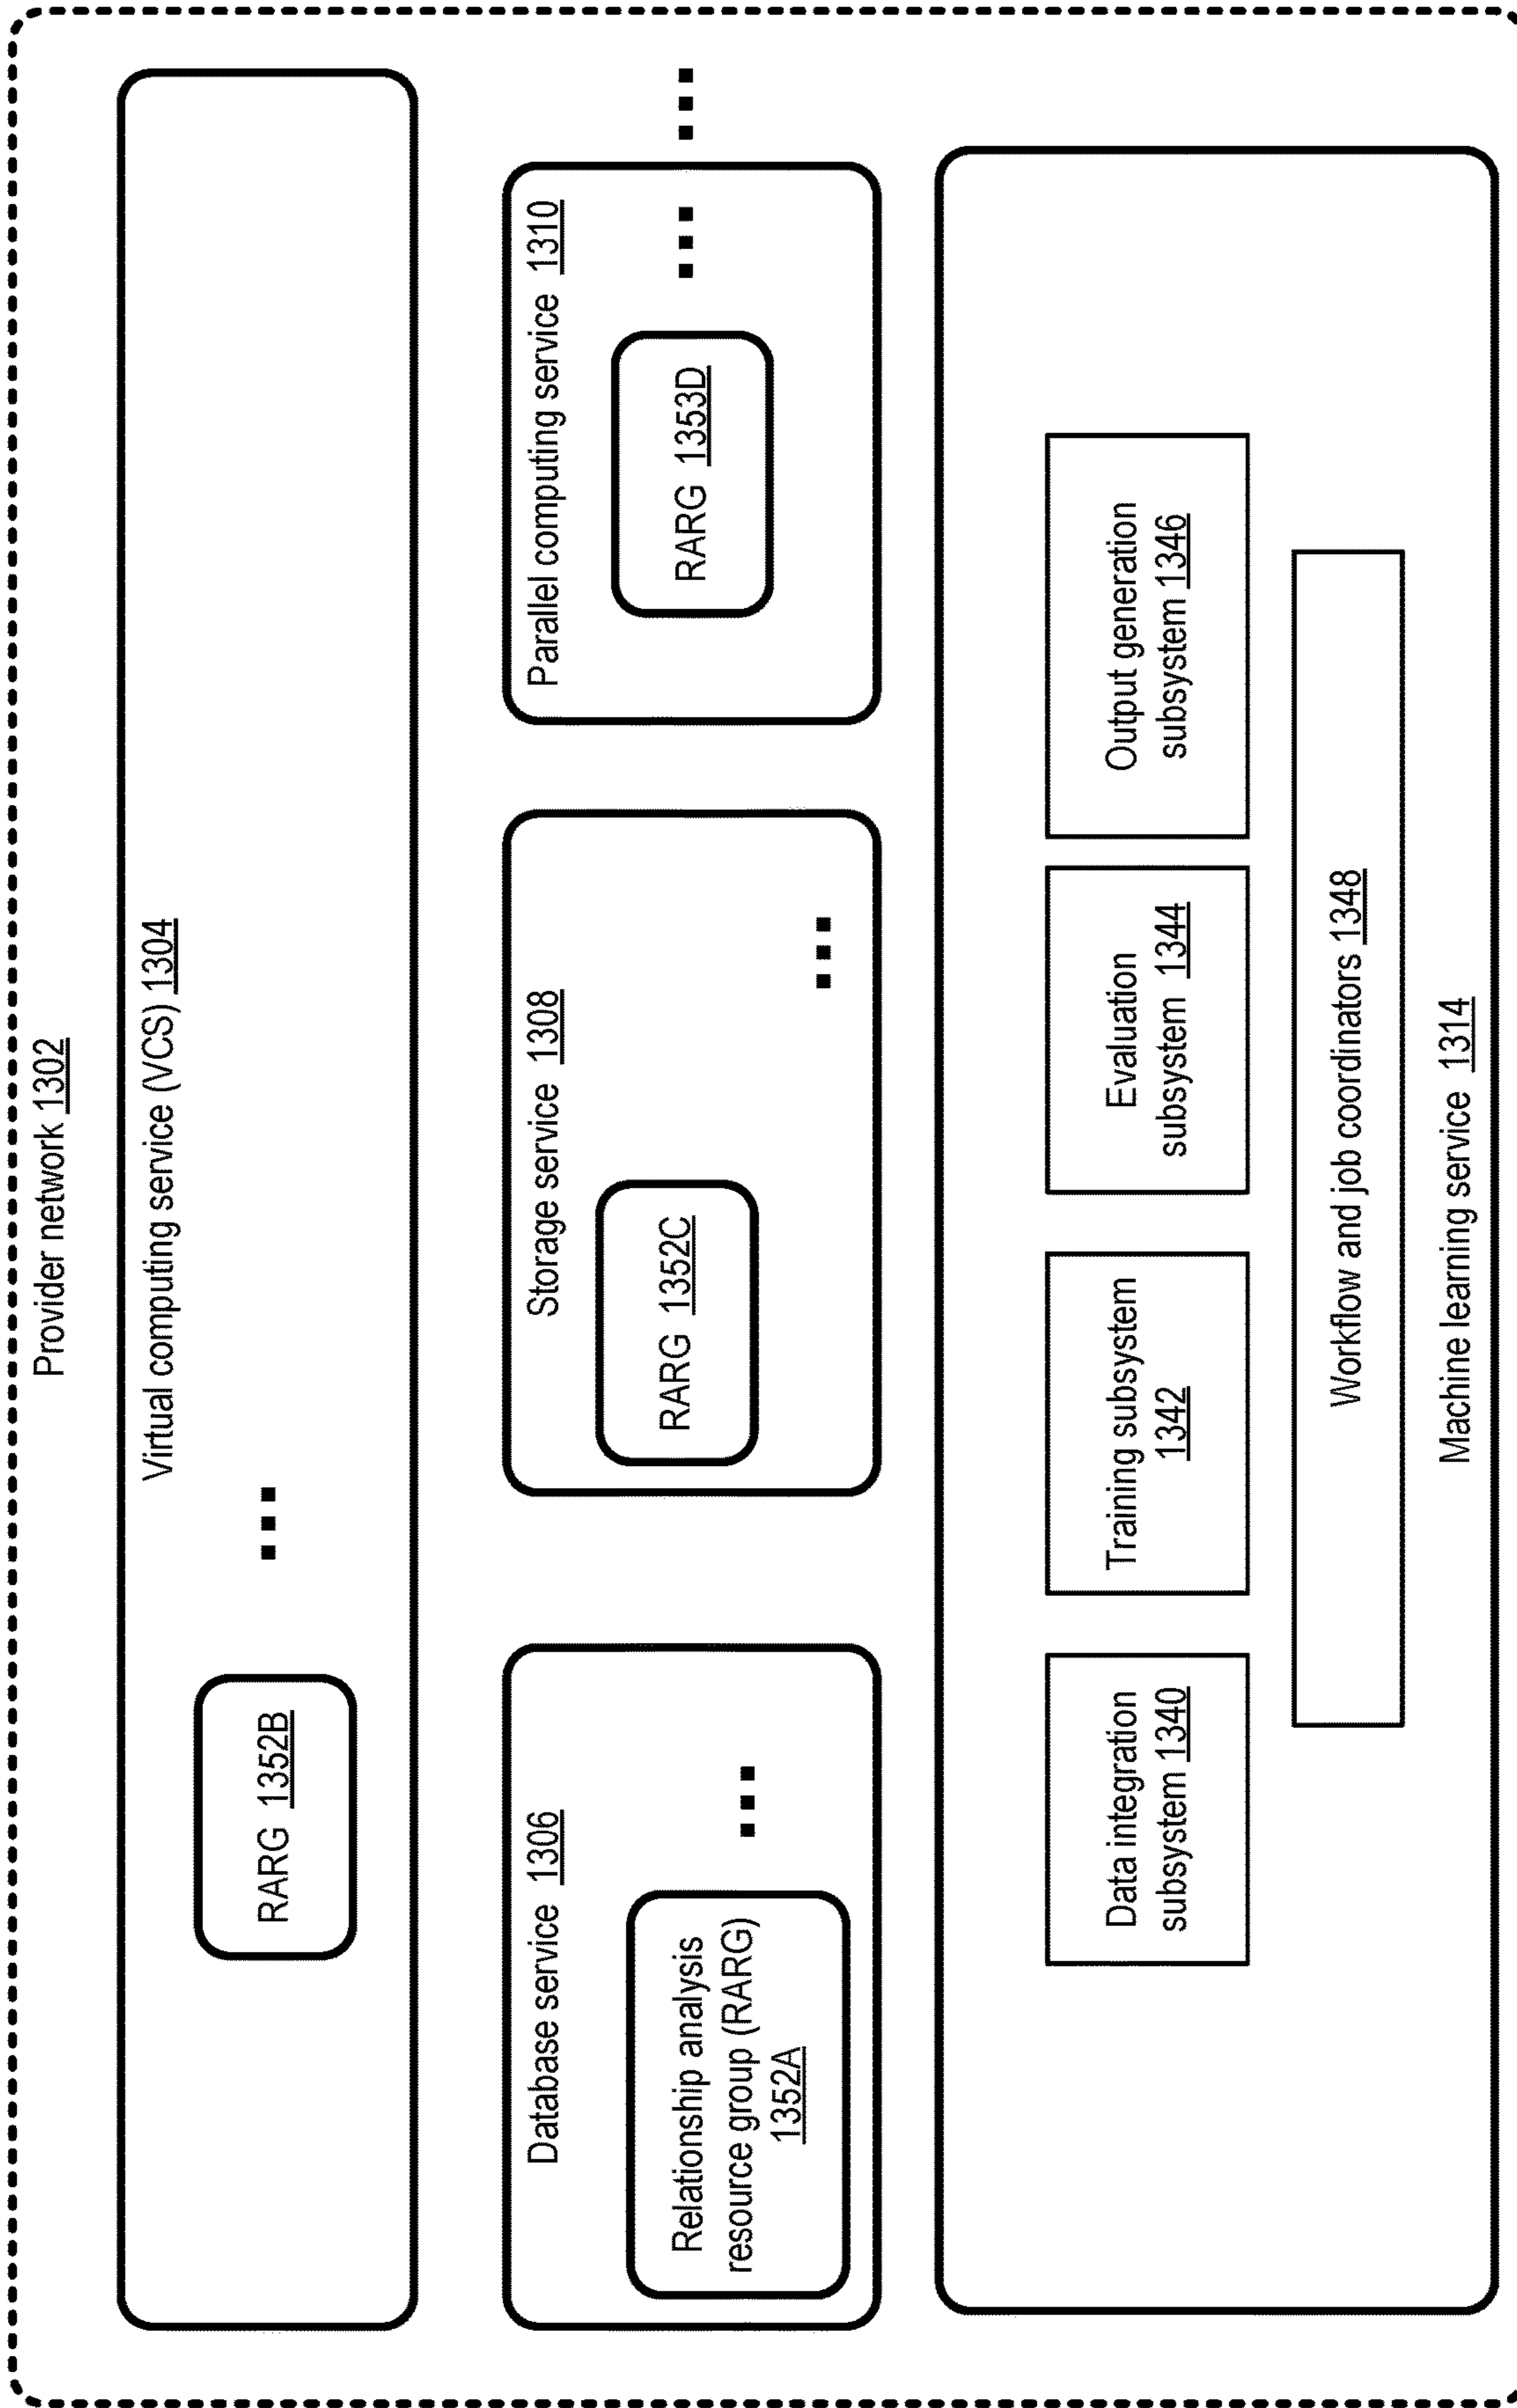 Provider network 1302
Virtual computing service (VCS) 1304
RARG 1352B
Database service 1306
Relationship analysis
resource group (RARG)
1352A
Storage service 1308
RARG 1352C
Parallel computing service 1310
RARG 1353D
Data integration
subsystem 1340
Training subsystem
1342
Evaluation
subsystem 1344
Output generation
subsystem 1346
Workflow and job coordinators 1348
Machine learning service 1314